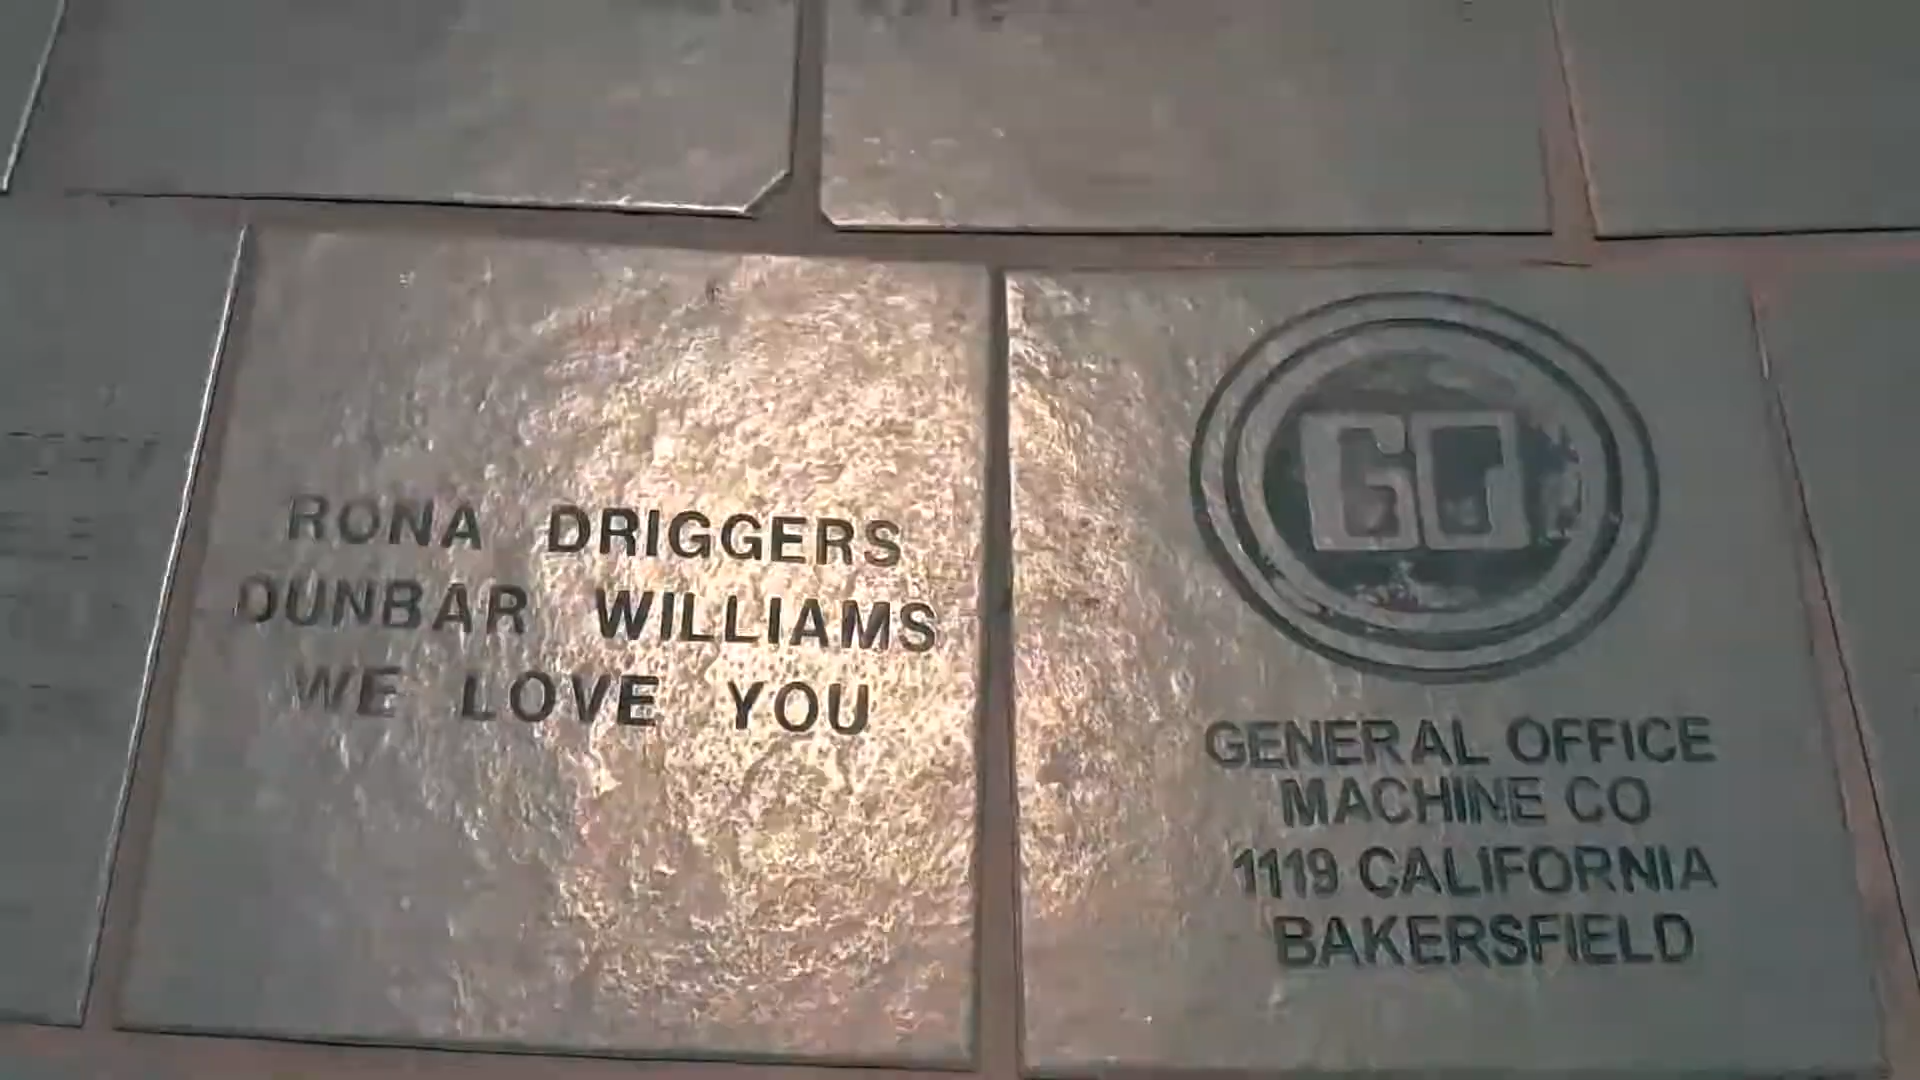 RONA DRIGGERS
DUNBAR WILLIAMS
WE LOVE YOU
GO
GENERAL OFFICE
MACHINE CO
1119 CALIFORNIA
BAKERSFIELD